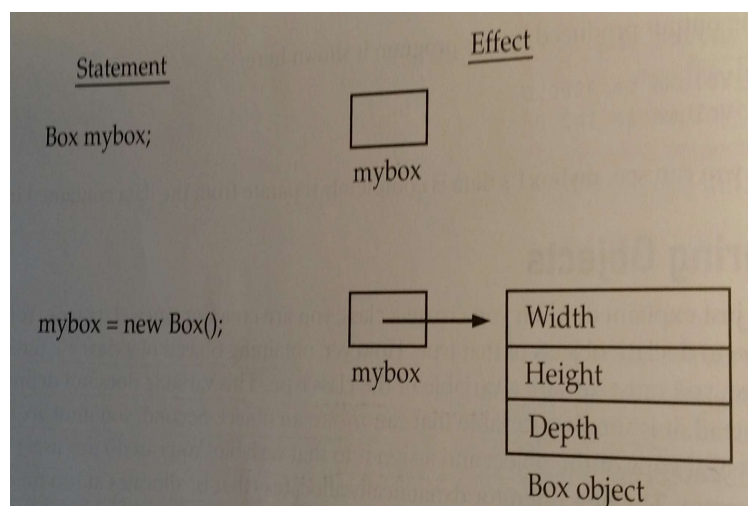 Statement
Effect
Box mybox;
mybox
mybox = new Box();
mybox
Width
Height
Depth
Box object